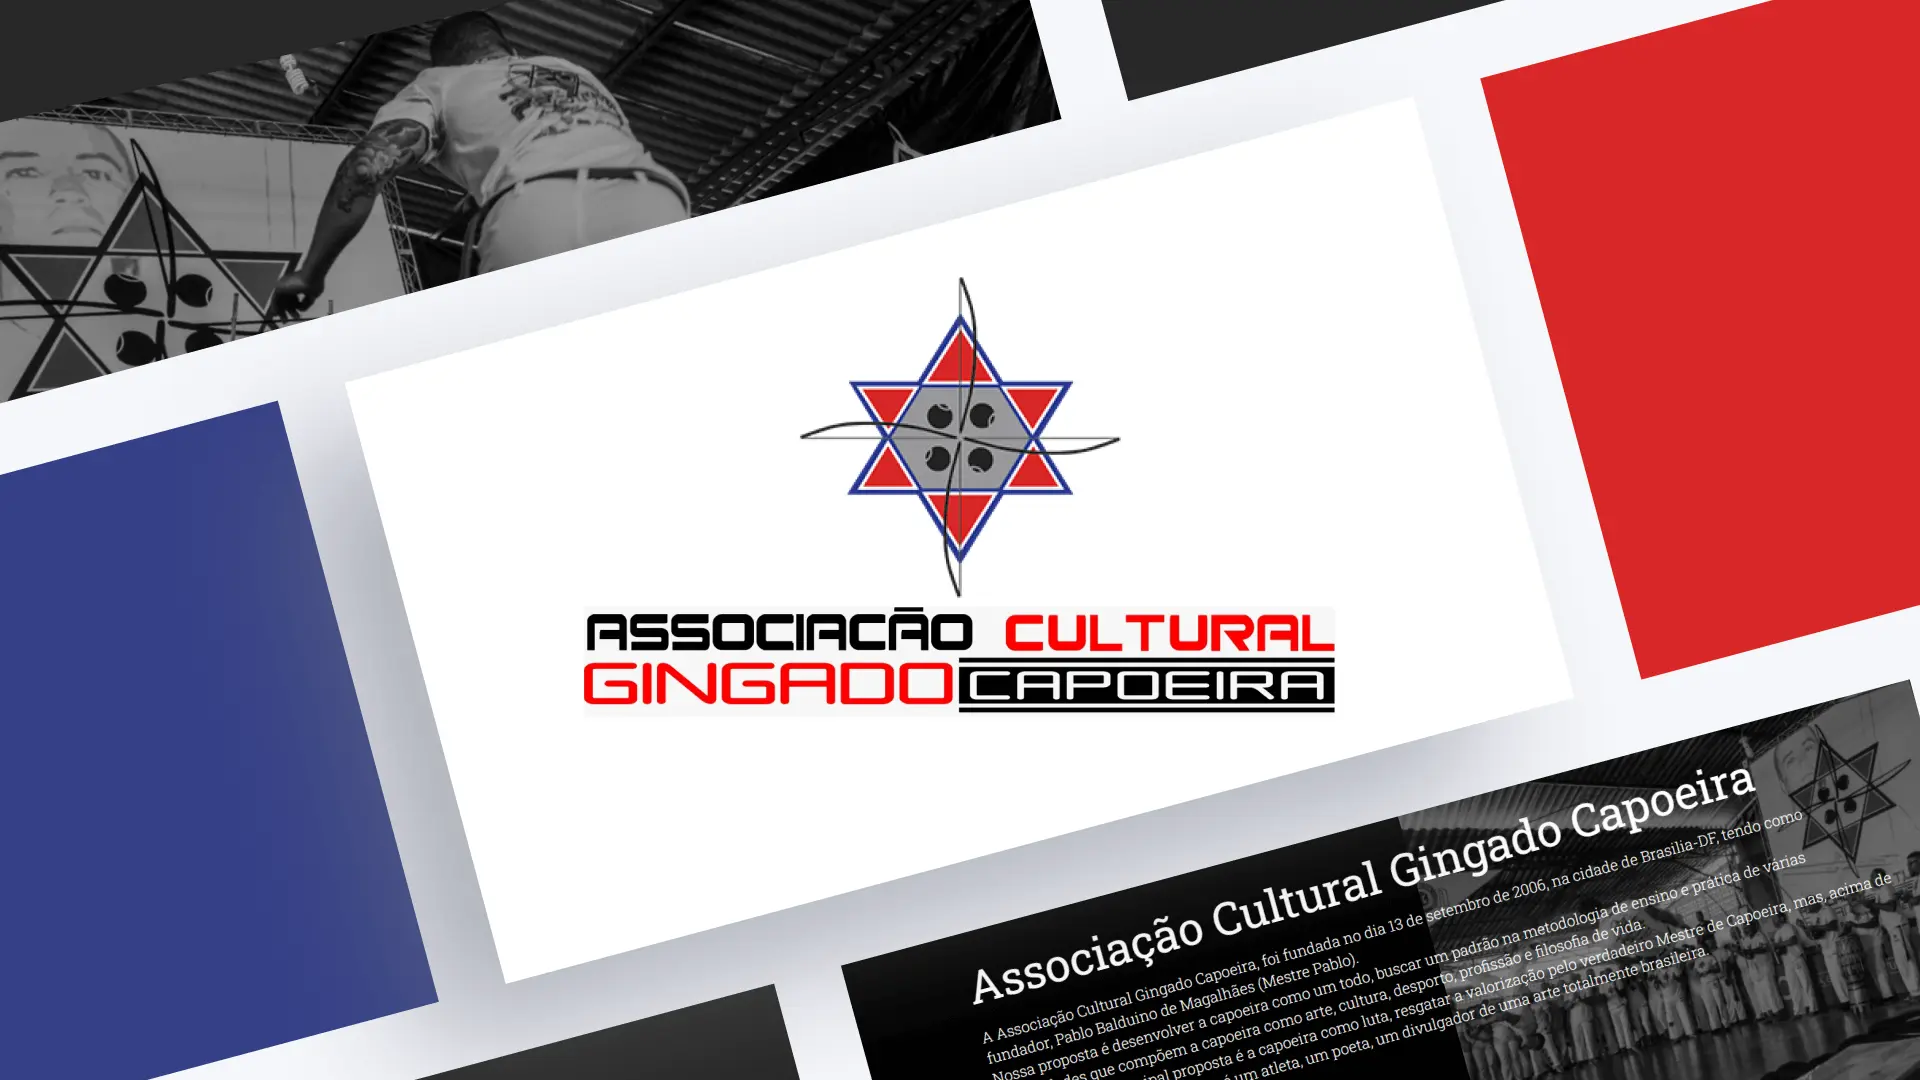 ASSOCIACÃO CULTURAL
GINGADO CAPOEIRA
Associação Cultural Gingado Capoeira
A Associação Cultural Gingado Capoeira, foi fundada no dia 13 de setembro de 2006, na cidade de Brasilia-DF, tendo como
fundador, Pablo Balduino de Magalhães (Mestre Pablo).
Nossa proposta é desenvolver a capoeira como um todo, buscar um padrão na metodologia de ensino e prática de várias
que compõem a capoeira como arte, cultura, desporto, profissão e filosofia de vida.
proposta é a capoeira como luta, resgatar a valorização pelo verdadeiro Mestre de Capoeira, mas, acima de
um atleta, um poeta, um divulgador de uma arte totalmente brasileira.